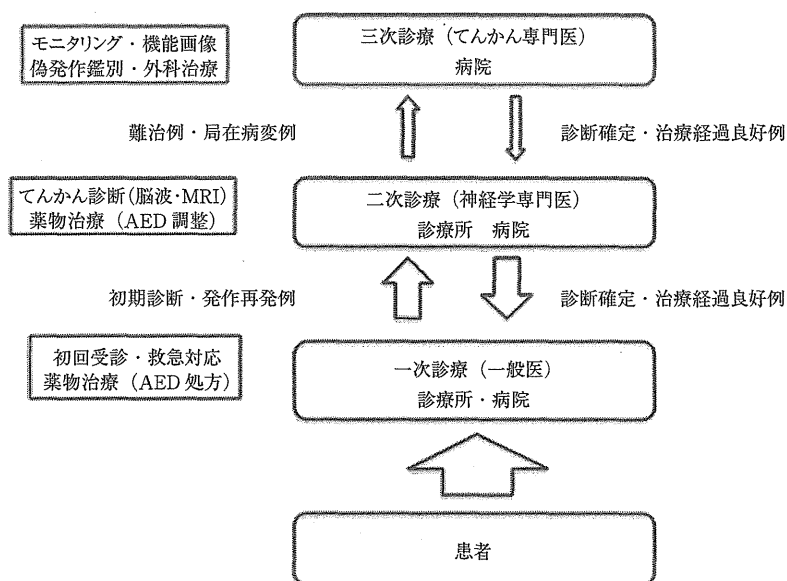 モニタリング・機能画像
偽発作鑑別・外科治療
三次診療（てんかん専門医）
病院
難治例・局在病変例
診断確定・治療経過良好例
てんかん診断（脳波・MRI）
薬物治療（AED 調整）
二次診療（神経学専門医）
診療所　病院
初期診断・発作再発例
診断確定・治療経過良好例
初回受診・救急対応
薬物治療（AED 処方）
一次診療（一般医）
診療所・病院
患者